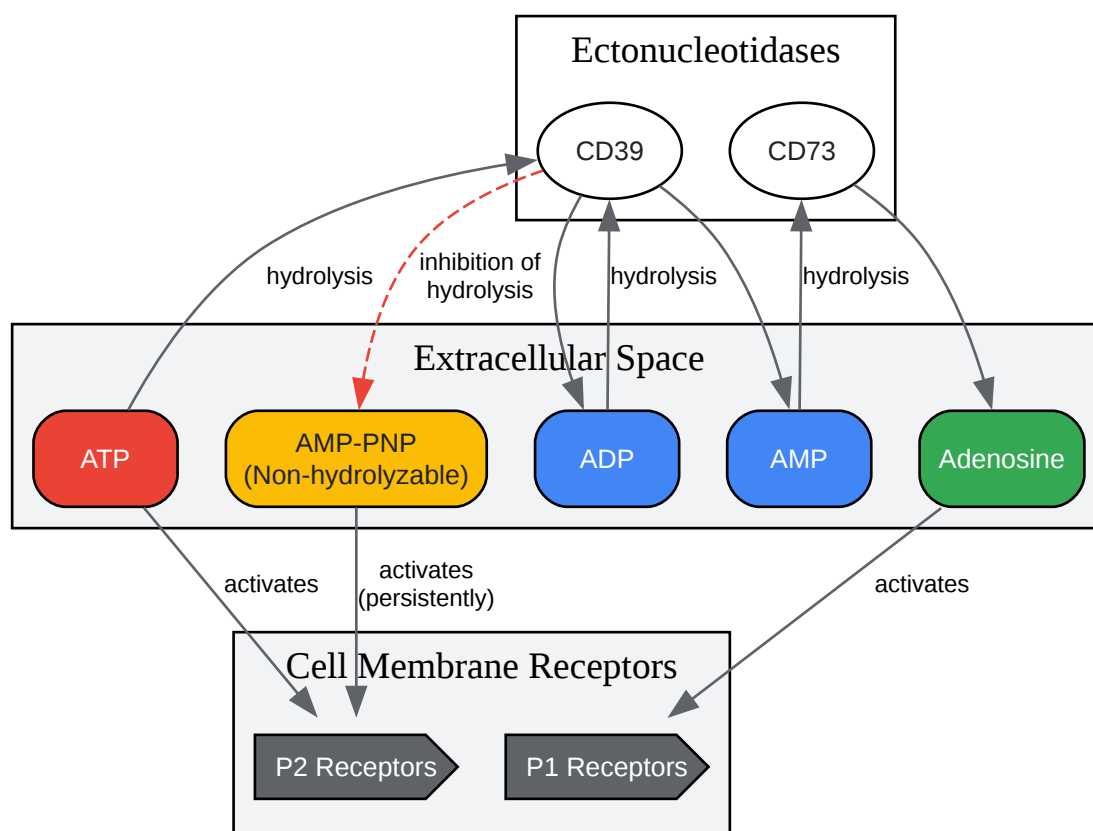 Ectonucleotidases
CD39
CD73
hydrolysis
inhibition of
hydrolysis
hydrolysis
hydrolysis
Extracellular Space
ATP
AMP-PNP
(Non-hydrolyzable)
ADP
AMP
Adenosine
activates
activates
(persistently)
activates
Cell Membrane Receptors
P2 Receptors
P1 Receptors